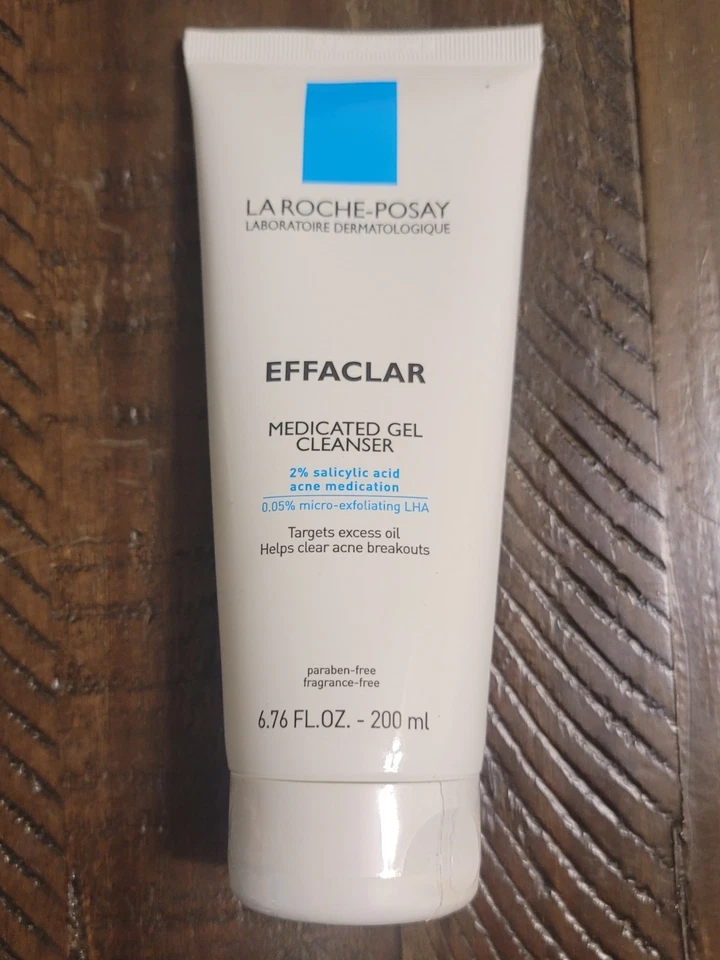 LA ROCHE-POSAY
LABORATOIRE DERMATOLOGIQUE
EFFACLAR
MEDICATED GEL
CLEANSER
2% salicylic acid
acne medication
0.05% micro-exfoliating LHA
Targets excess oil
Helps clear acne breakouts
paraben-free
fragrance-free
6.76 FL.OZ. - 200 ml